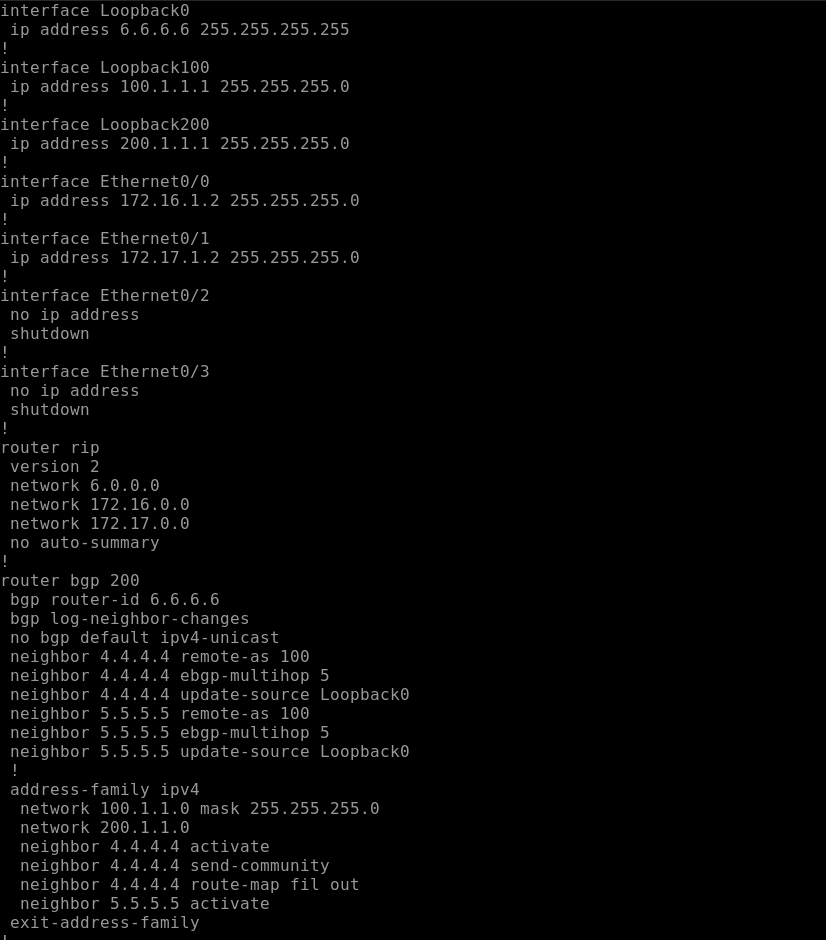 interface Loopback0
 ip address 6.6.6.6 255.255.255.255
!
interface Loopback100
 ip address 100.1.1.1 255.255.255.0
!
interface Loopback200
 ip address 200.1.1.1 255.255.255.0
!
interface Ethernet0/0
 ip address 172.16.1.2 255.255.255.0
!
interface Ethernet0/1
 ip address 172.17.1.2 255.255.255.0
!
interface Ethernet0/2
 no ip address
 shutdown
!
interface Ethernet0/3
 no ip address
 shutdown
!
router rip
 version 2
 network 6.0.0.0
 network 172.16.0.0
 network 172.17.0.0
 no auto-summary
!
router bgp 200
 bgp router-id 6.6.6.6
 bgp log-neighbor-changes
 no bgp default ipv4-unicast
 neighbor 4.4.4.4 remote-as 100
 neighbor 4.4.4.4 ebgp-multihop 5
 neighbor 4.4.4.4 update-source Loopback0
 neighbor 5.5.5.5 remote-as 100
 neighbor 5.5.5.5 ebgp-multihop 5
 neighbor 5.5.5.5 update-source Loopback0
 !
 address-family ipv4
  network 100.1.1.0 mask 255.255.255.0
  network 200.1.1.0
  neighbor 4.4.4.4 activate
  neighbor 4.4.4.4 send-community
  neighbor 4.4.4.4 route-map fil out
  neighbor 5.5.5.5 activate
 exit-address-family
!